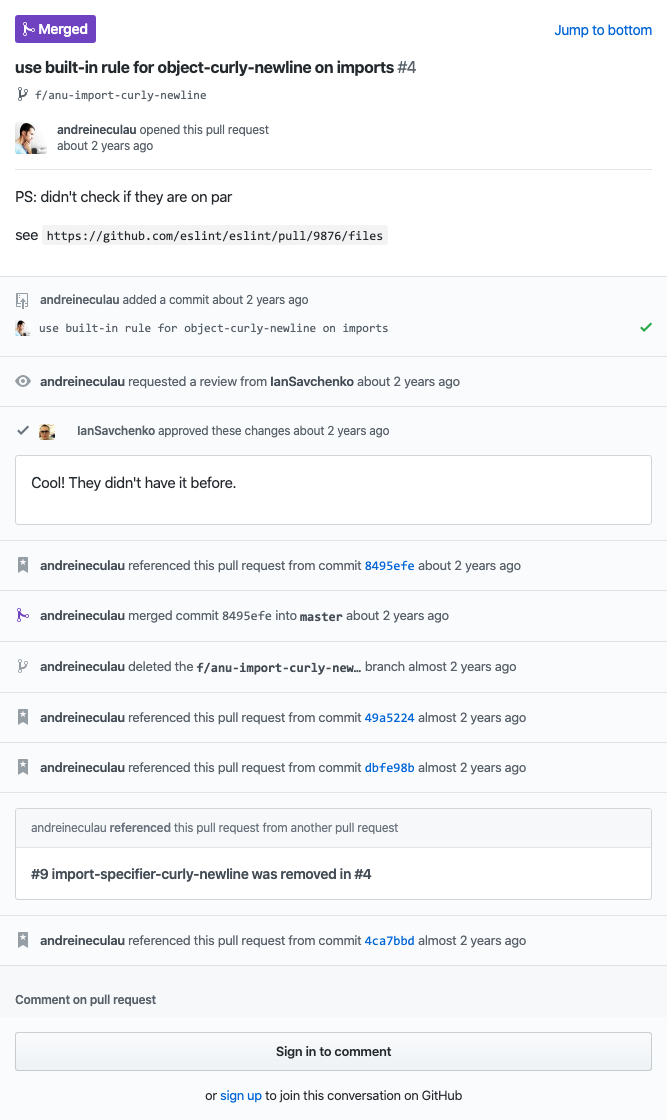 Merged
Jump to bottom
use built-in rule for object-curly-newline on imports #4
f/anu-import-curly-newline
andreineculau opened this pull request
about 2 years ago
PS: didn't check if they are on par
see https://github.com/eslint/eslint/pull/9876/files
andreineculau added a commit about 2 years ago
use built-in rule for object-curly-newline on imports
andreineculau requested a review from IanSavchenko about 2 years ago
IanSavchenko approved these changes about 2 years ago
Cool! They didn't have it before.
andreineculau referenced this pull request from commit 8495efe about 2 years ago
andreineculau merged commit 8495efe into master about 2 years ago
andreineculau deleted the f/anu-import-curly-new… branch almost 2 years ago
andreineculau referenced this pull request from commit 49a5224 almost 2 years ago
andreineculau referenced this pull request from commit dbfe98b almost 2 years ago
andreineculau referenced this pull request from another pull request
#9 import-specifier-curly-newline was removed in #4
andreineculau referenced this pull request from commit 4ca7bbd almost 2 years ago
Comment on pull request
Sign in to comment
or sign up to join this conversation on GitHub